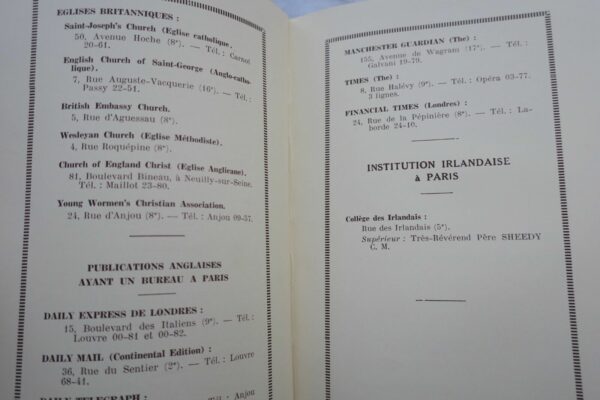 EGLISES BRITANNIQUES :
Saint-Joseph's Church (Eglise catholique.
50, Avenue Hoche (8e). — Tél. : Carnot
20-61.
English Church of Saint-George (Anglo-catho-
lique).
7, Rue Auguste-Vacquerie (16e). — Tél. :
Passy 22-51.
British Embassy Church.
5, Rue d'Aguessau (8e).
Wesleyan Church (Eglise Méthodiste).
4, Rue Roquépine (8e).
Church of England Christ (Eglise Anglicane).
81, Boulevard Bineau, à Neuilly-sur-Seine.
Tél. : Maillot 23-80.
Young Wormen's Christian Association.
24, Rue d'Anjou (8e). — Tél. : Anjou 09-37.
PUBLICATIONS ANGLAISES
AYANT UN BUREAU A PARIS
DAILY EXPRESS DE LONDRES :
15, Boulevard des Italiens (9e). — Tél. :
Louvre 00-81 et 00-82.
DAILY MAIL (Continental Edition) :
36, Rue du Sentier (2e). — Tél. : Louvre
68-41.
DAILY TELEGRAPH :
Tél. : Anjou
MANCHESTER GUARDIAN (The) :
155, Avenue de Wagram (17e). — Tél. :
Galvani 19-79.
TIMES (The) :
8, Rue Halévy (9e). — Tél. : Opéra 03-77.
3 lignes.
FINANCIAL TIMES (Londres) :
24, Rue de la Pépinière (8e). — Tél. : La-
borde 24-10.
INSTITUTION IRLANDAISE
à PARIS
Collège des Irlandais :
Rue des Irlandais (5e).
Supérieur : Très-Révérend Père SHEEDY
C. M.